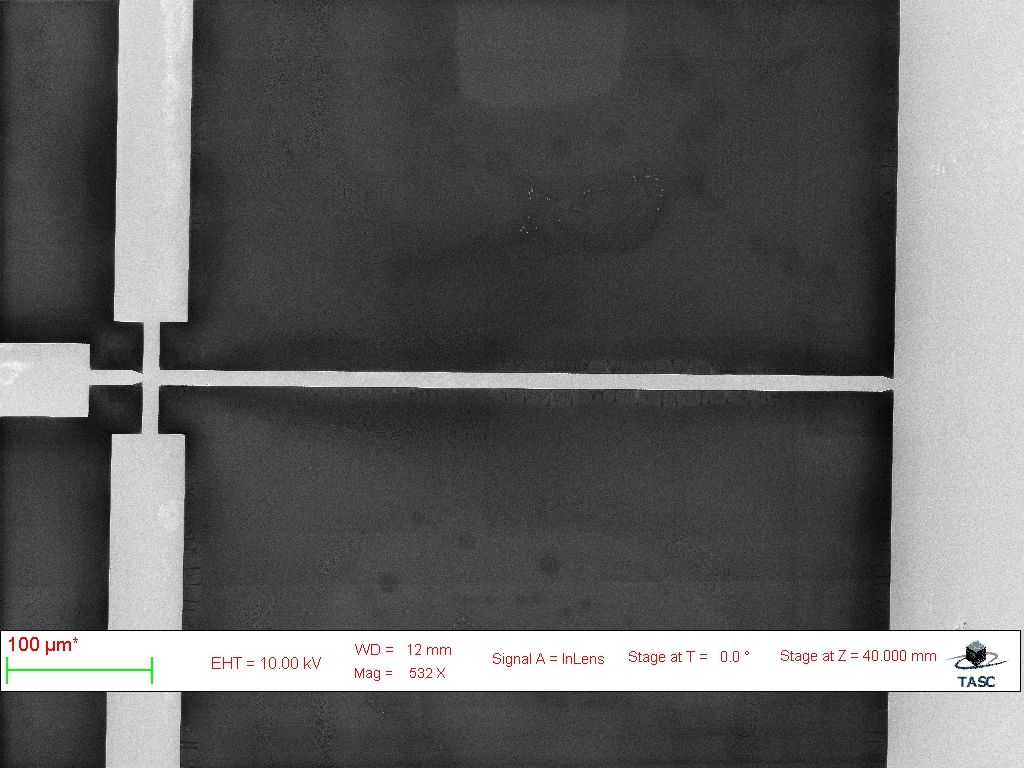 100 µm*
EHT = 10.00 kV
WD = 12 mm
Mag = 532 X
Signal A = InLens
Stage at T = 0.0 °
Stage at Z = 40.000 mm
TASC